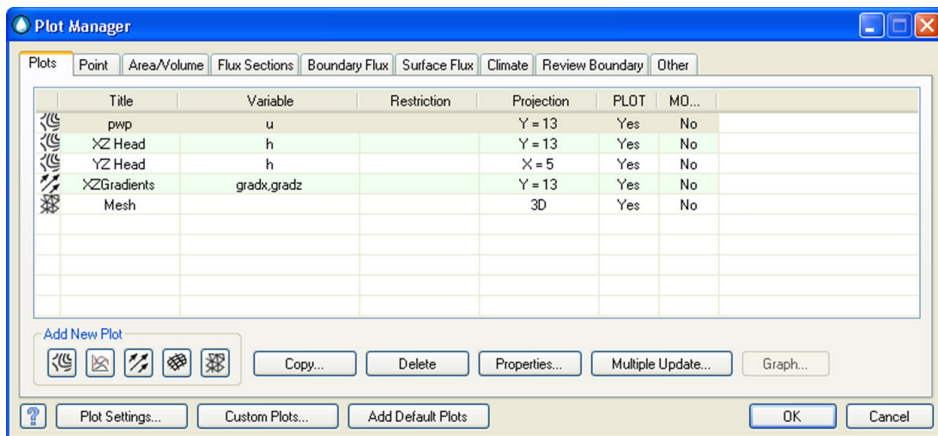 Plot Manager
Plots Point Area/Volume Flux Sections Boundary Flux Surface Flux Climate Review Boundary Other
Title Variable Restriction Projection PLOT MO...
pwp u Y = 13 Yes No
XZ Head h Y = 13 Yes No
YZ Head h X = 5 Yes No
XZGradients gradx,gradz Y = 13 Yes No
Mesh 3D Yes No
Add New Plot
Copy... Delete Properties... Multiple Update... Graph...
? Plot Settings... Custom Plots... Add Default Plots OK Cancel